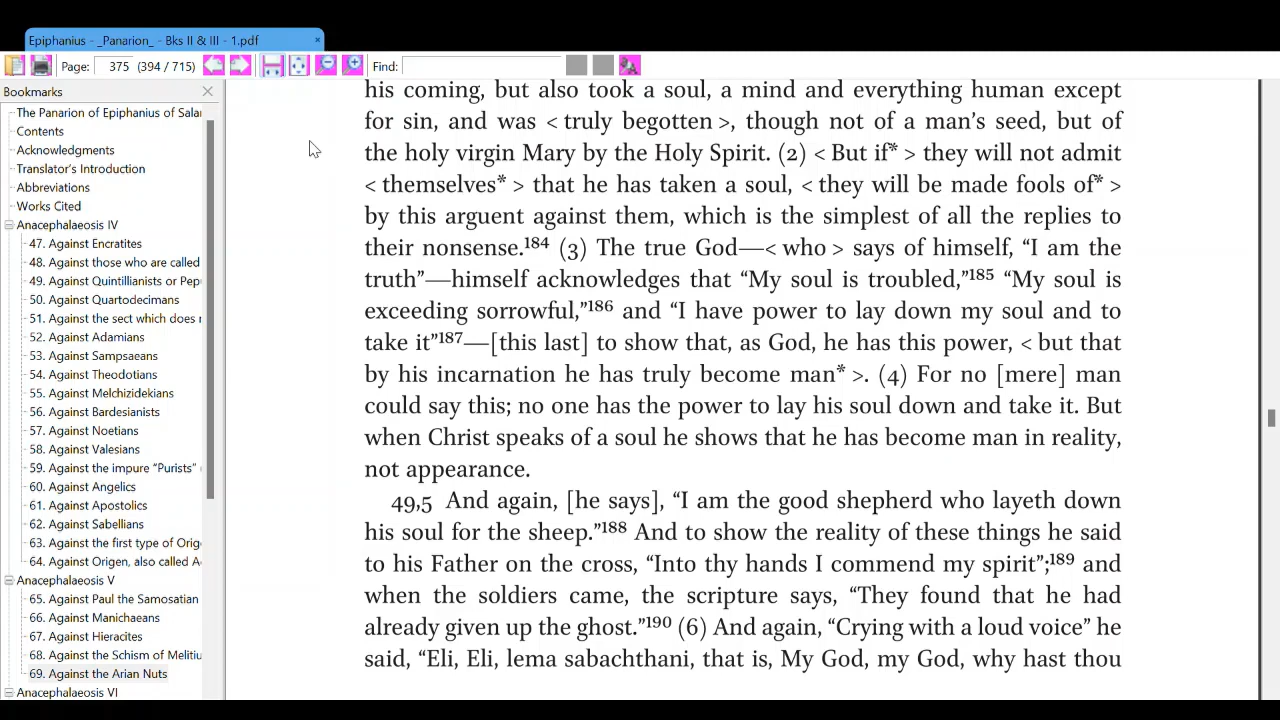 Epiphanius - _Panarion_ - Bks II & III - 1.pdf
Page: 375 (394 / 715) Find:
Bookmarks
The Panarion of Epiphanius of Salar
Contents
Acknowledgments
Translator's Introduction
Abbreviations
Works Cited
Anacephalaeosis IV
47. Against Encratites
48. Against those who are called
49. Against Quintillianists or Pep
50. Against Quartodecimans
51. Against the sect which does r
52. Against Adamians
53. Against Sampsaeans
54. Against Theodotians
55. Against Melchizidekians
56. Against Bardesianists
57. Against Noetians
58. Against Valesians
59. Against the impure “Purists” (
60. Against Angelics
61. Against Apostolics
62. Against Sabellians
63. Against the first type of Orig
64. Against Origen, also called A
Anacephalaeosis V
65. Against Paul the Samosatian
66. Against Manichaeans
67. Against Hieracites
68. Against the Schism of Melitiu
69. Against the Arian Nuts
Anacephalaeosis VI
his coming, but also took a soul, a mind and everything human except
for sin, and was < truly begotten >, though not of a man's seed, but of
the holy virgin Mary by the Holy Spirit. (2) < But if* > they will not admit
< themselves* > that he has taken a soul, < they will be made fools of* >
by this arguent against them, which is the simplest of all the replies to
their nonsense.184 (3) The true God—< who > says of himself, “I am the
truth”—himself acknowledges that “My soul is troubled,”185 “My soul is
exceeding sorrowful,”186 and “I have power to lay down my soul and to
take it”187—[this last] to show that, as God, he has this power, < but that
by his incarnation he has truly become man* >. (4) For no [mere] man
could say this; no one has the power to lay his soul down and take it. But
when Christ speaks of a soul he shows that he has become man in reality,
not appearance.
49,5 And again, [he says], “I am the good shepherd who layeth down
his soul for the sheep.”188 And to show the reality of these things he said
to his Father on the cross, “Into thy hands I commend my spirit”;189 and
when the soldiers came, the scripture says, “They found that he had
already given up the ghost.”190 (6) And again, “Crying with a loud voice” he
said, “Eli, Eli, lema sabachthani, that is, My God, my God, why hast thou